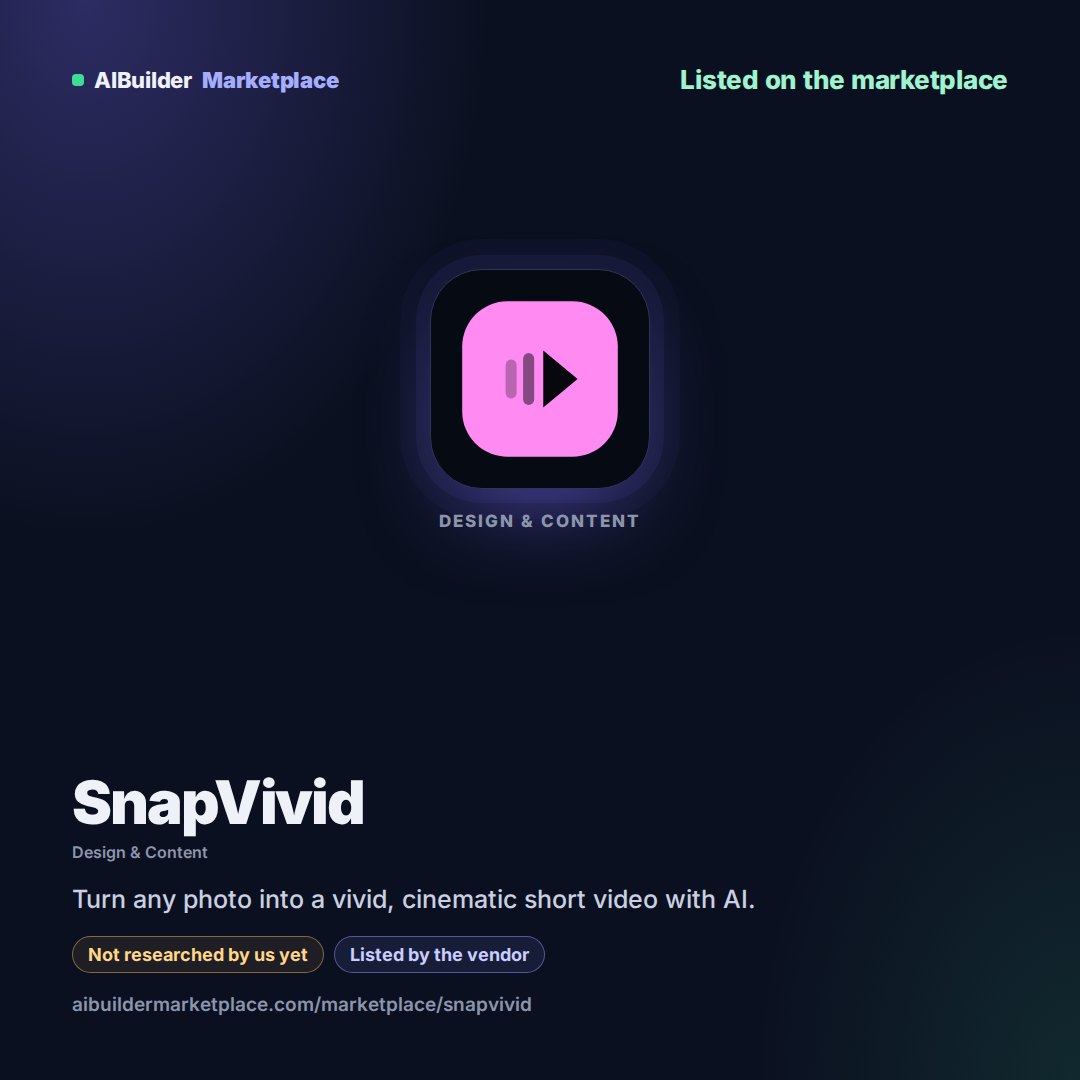 AIBuilder Marketplace
Listed on the marketplace
DESIGN & CONTENT
SnapVivid
Design & Content
Turn any photo into a vivid, cinematic short video with AI.
Not researched by us yet
Listed by the vendor
aibuildermarketplace.com/marketplace/snapvivid